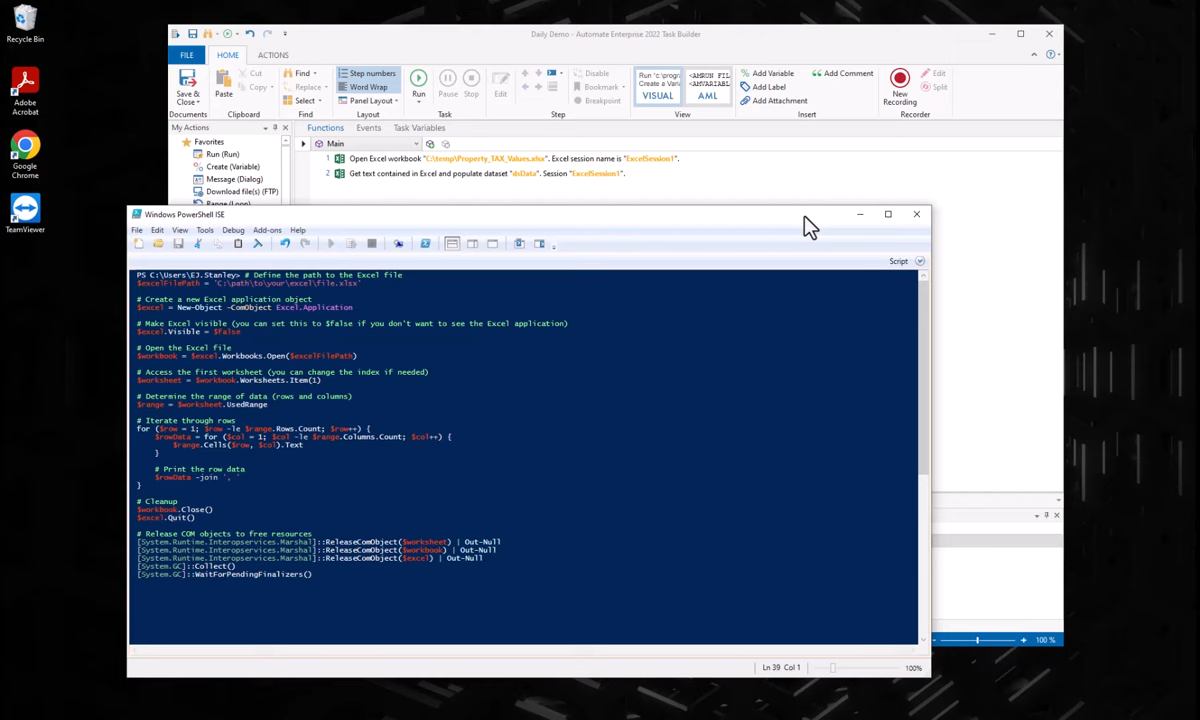 Recycle Bin
Adobe
Acrobat
Google
Chrome
TeamViewer
Daily Demo - Automate Enterprise 2022 Task Builder
FILE HOME ACTIONS
Save &
Close
Documents
Paste
Cut
Copy
Clipboard
Find
Replace
Select
Find
Step numbers
Word Wrap
Panel Layout
Layout
Run
Pause
Stop
Task
Edit
Disable
Bookmark
Breakpoint
Step
Run 'c:\progr
Create a Vari
VISUAL
<AMRUN FIL
<AMVARIABL
AML
View
Add Variable
Add Label
Add Attachment
Add Comment
Insert
New
Recording
Edit
Split
Recorder
My Actions
Favorites
Run (Run)
Create (Variable)
Message (Dialog)
Download file(s) (FTP)
Range (Loop)
Functions Events Task Variables
Main
1 Open Excel workbook "C:\temp\Property_TAX_Values.xlsx". Excel session name is "ExcelSession1".
2 Get text contained in Excel and populate dataset "dsData". Session "ExcelSession1".
Windows PowerShell ISE
File Edit View Tools Debug Add-ons Help
Script
PS C:\Users\EJ.Stanley> # Define the path to the Excel file
$excelFilePath = 'C:\path\to\your\excel\file.xlsx'
# Create a new Excel application object
$excel = New-Object -ComObject Excel.Application
# Make Excel visible (you can set this to $false if you don't want to see the Excel application)
$excel.Visible = $False
# Open the Excel file
$workbook = $excel.Workbooks.Open($excelFilePath)
# Access the first worksheet (you can change the index if needed)
$worksheet = $workbook.Worksheets.Item(1)
# Determine the range of data (rows and columns)
$range = $worksheet.UsedRange
# Iterate through rows
for ($row = 1; $row -le $range.Rows.Count; $row++) {
$rowData = for ($col = 1; $col -le $range.Columns.Count; $col++) {
$range.Cells($row, $col).Text
}
# Print the row data
$rowData -join ', '
}
# Cleanup
$workbook.Close()
$excel.Quit()
# Release COM objects to free resources
[System.Runtime.Interopservices.Marshal]::ReleaseComObject($worksheet) | Out-Null
[System.Runtime.Interopservices.Marshal]::ReleaseComObject($workbook) | Out-Null
[System.Runtime.Interopservices.Marshal]::ReleaseComObject($excel) | Out-Null
[System.GC]::Collect()
[System.GC]::WaitForPendingFinalizers()
100 %
Ln 39 Col 1
100%